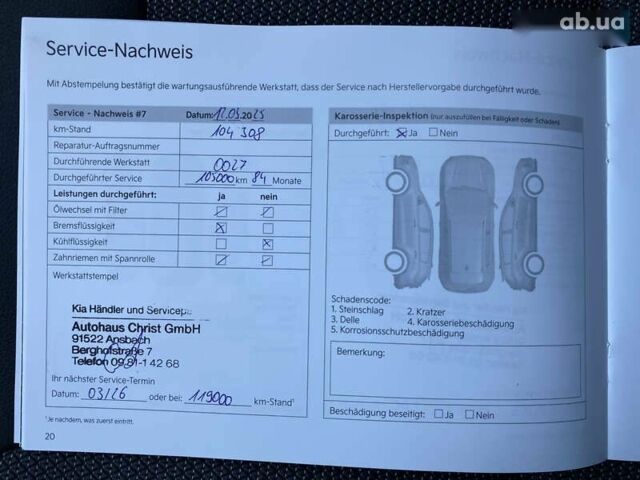 ab.ua
Service-Nachweis
Mit Abstempelung bestätigt die wartungsausführende Werkstatt, dass der Service nach Herstellervorgabe durchgeführt wurde.
Service - Nachweis #7 Datum: 12.03.2025
km-Stand 104 308
Reparatur-Auftragsnummer
Durchführende Werkstatt 0027
Durchgeführter Service 105000 km 84 Monate
Leistungen durchgeführt: ja nein
Ölwechsel mit Filter
Bremsflüssigkeit
Kühlflüssigkeit
Zahnriemen mit Spannrolle
Werkstattstempel
Kia Händler und Servicep
Autohaus Christ GmbH
91522 Ansbach
Berghofstraße 7
Telefon 09 81-1 42 68
Ihr nächster Service-Termin
Datum: 03/26 oder bei: 119000 km-Stand¹
¹Je nachdem, was zuerst eintritt.
20
Karosserie-Inspektion (nur auszufüllen bei Fälligkeit oder Schaden)
Durchgeführt: Ja Nein
Schadenscode:
1. Steinschlag 2. Kratzer
3. Delle 4. Karosseriebeschädigung
5. Korrosionsschutzbeschädigung
Bemerkung:
Beschädigung beseitigt: Ja Nein